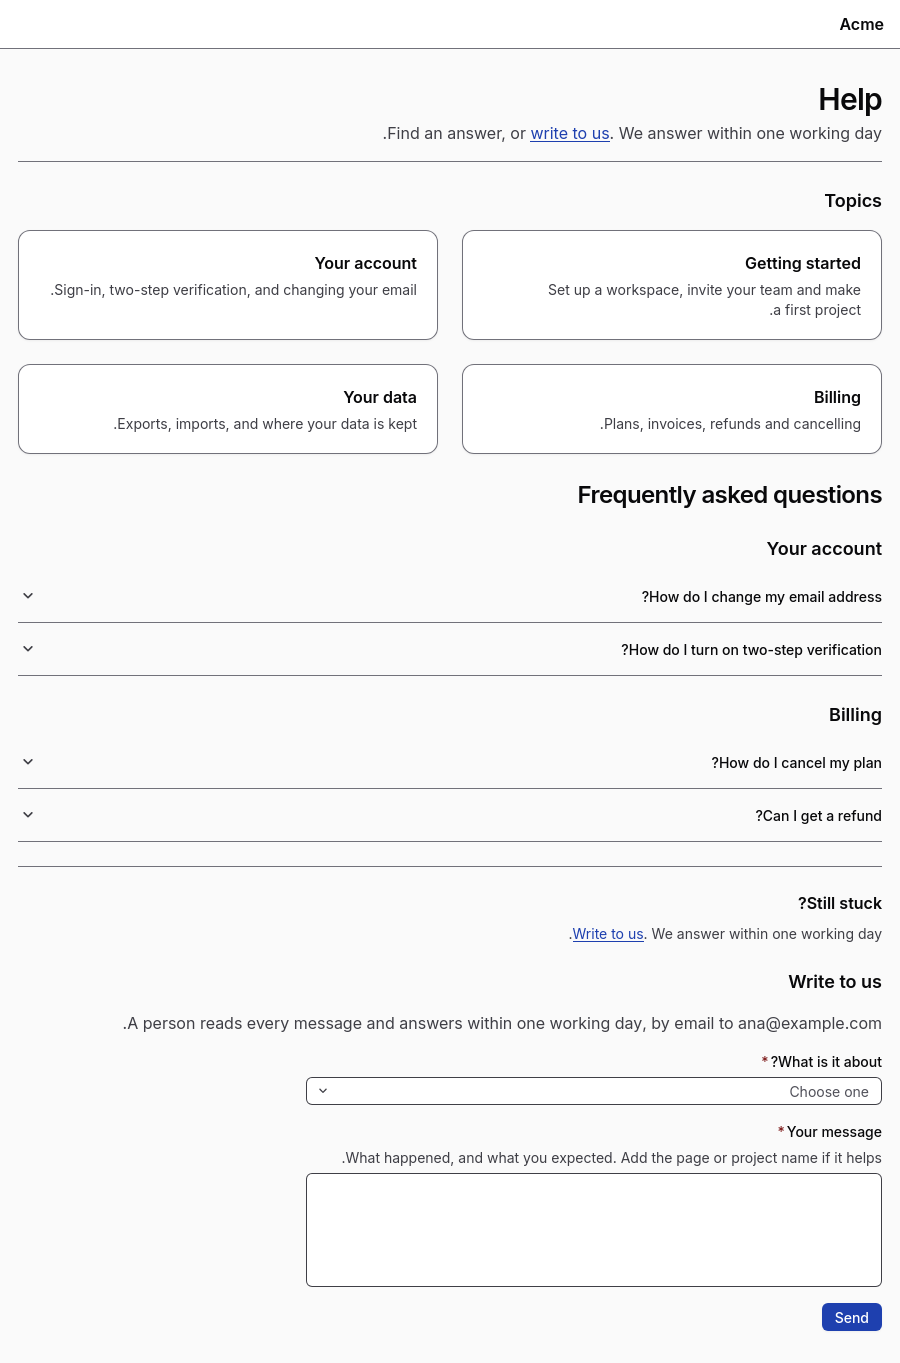 Acme
Help
.Find an answer, or write to us. We answer within one working day
Topics
Getting started
Set up a workspace, invite your team and make
.a first project
Your account
.Sign-in, two-step verification, and changing your email
Billing
.Plans, invoices, refunds and cancelling
Your data
.Exports, imports, and where your data is kept
Frequently asked questions
Your account
?How do I change my email address
?How do I turn on two-step verification
Billing
?How do I cancel my plan
?Can I get a refund
?Still stuck
.Write to us. We answer within one working day
Write to us
.A person reads every message and answers within one working day, by email to ana@example.com
* ?What is it about
Choose one
* Your message
.What happened, and what you expected. Add the page or project name if it helps
Send